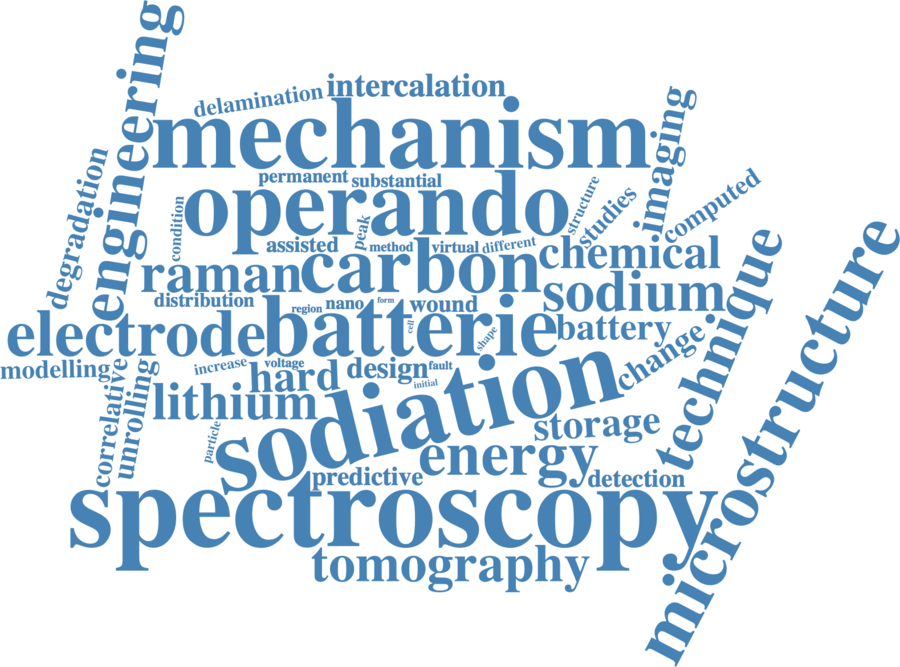 engineering
delamination
intercalation
mechanism
imaging
degradation
condition
permanent
substantial
operando
structure
studies
computed
assisted
peak
method
virtual
different
chemical
raman
carbon
sodium
technique
microstructure
distribution
region
nano
form
wound
electrode
batterie
cell
shape
battery
change
modelling
correlative
unrolling
increase
voltage
hard
design
fault
initial
lithium
sodiation
storage
particle
energy
predictive
detection
spectroscopy
tomography